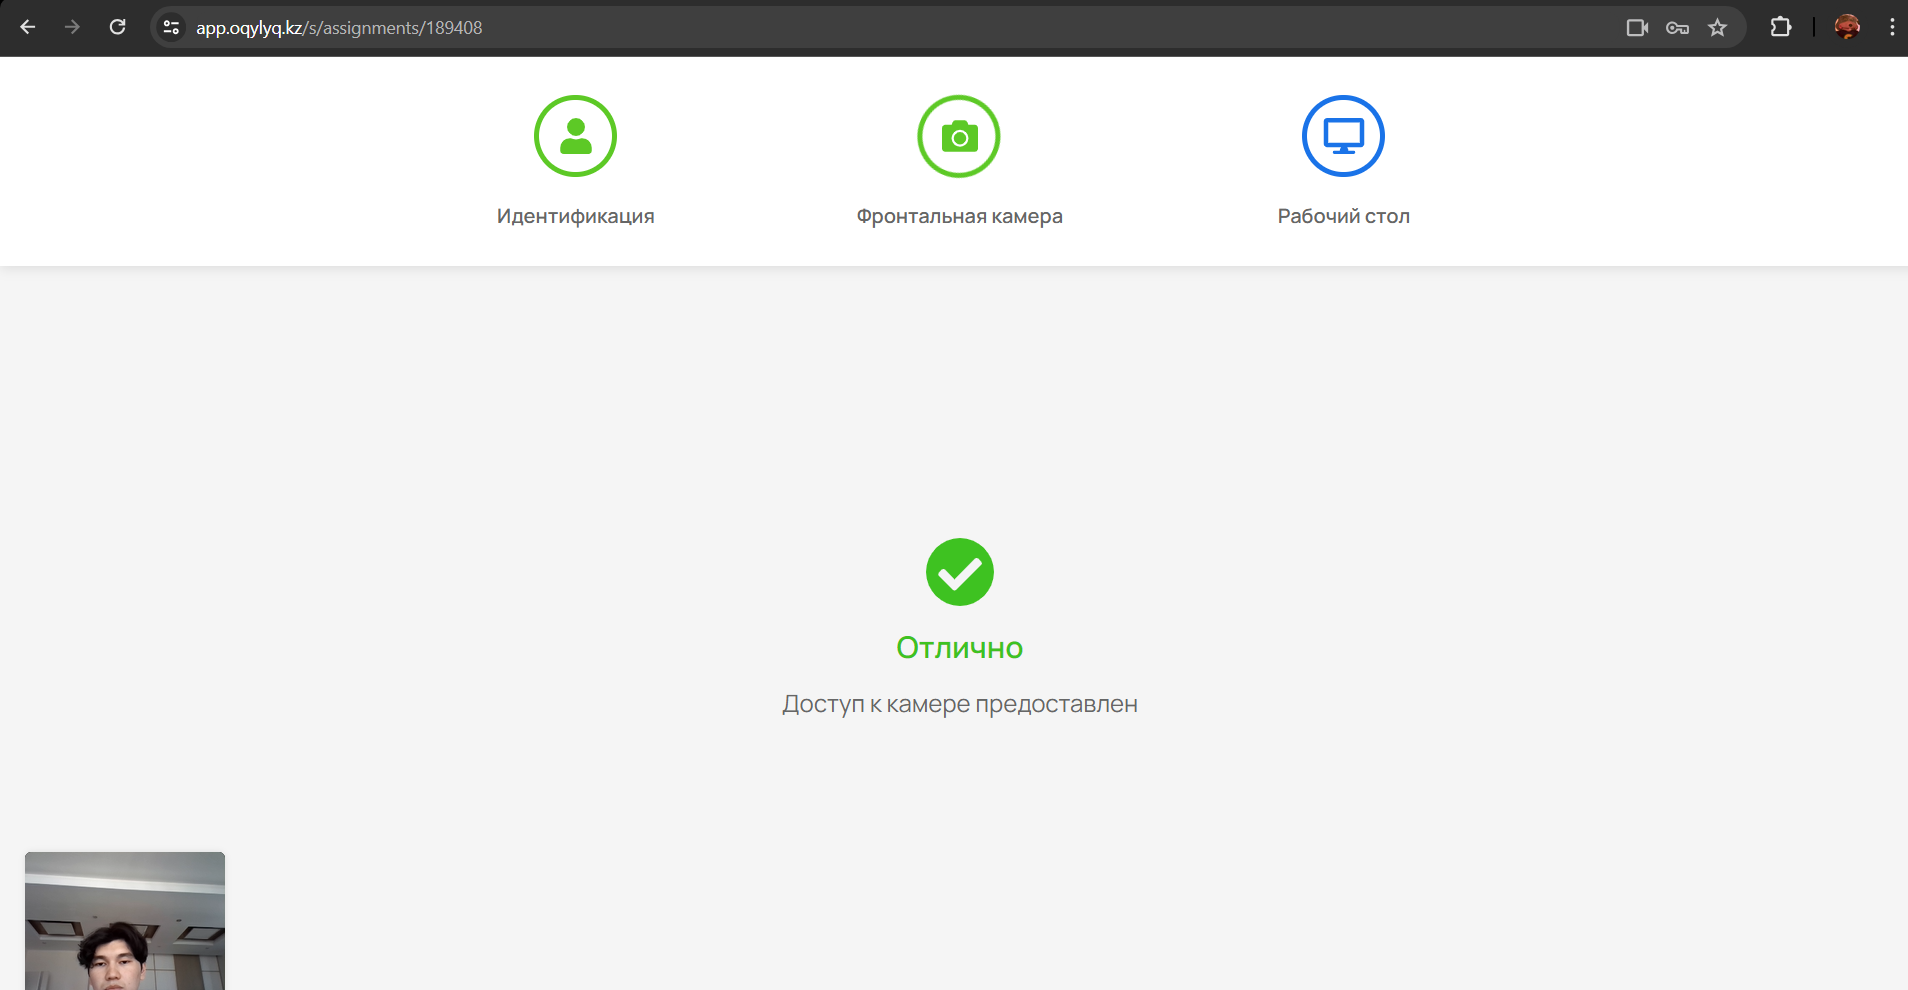 app.oqylyq.kz/s/assignments/189408
Идентификация
Фронтальная камера
Рабочий стол
Отлично
Доступ к камере предоставлен